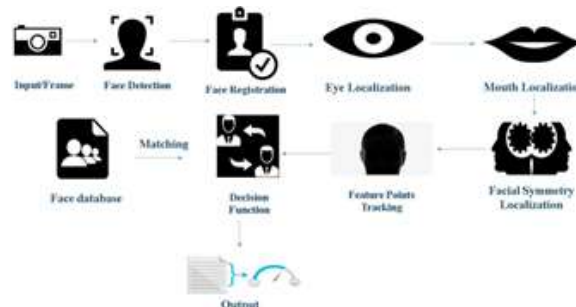 Input/Frame
Face Detection
Face Registration
Eye Localization
Mouth Localization
Face database
Matching
Decision
Function
Feature Points
Tracking
Facial Symmetry
Localization
Output